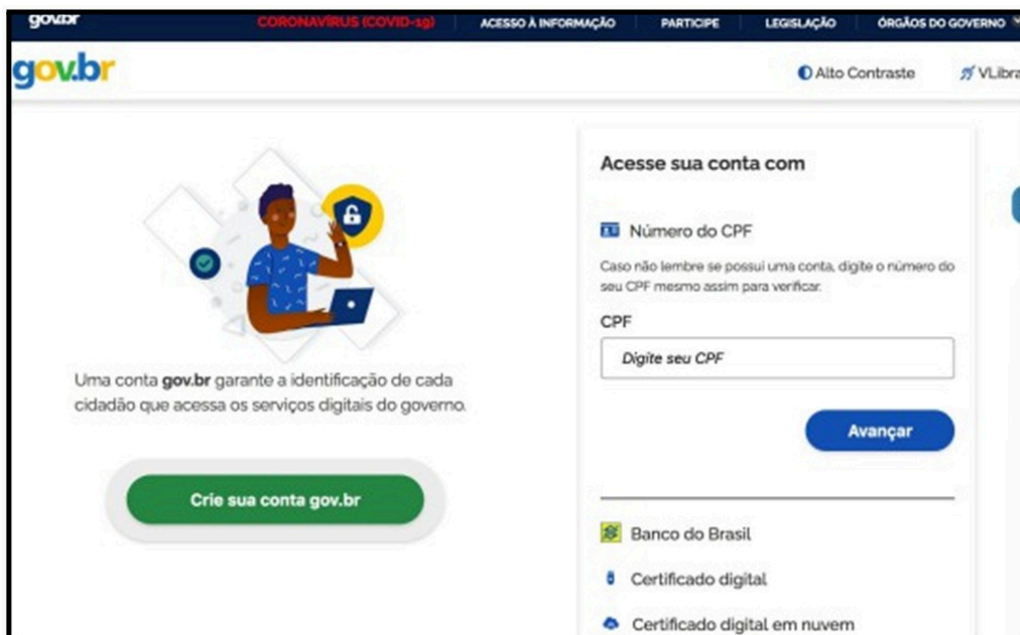 gov.br
CORONAVÍRUS (COVID-19)
ACESSO À INFORMAÇÃO
PARTICIPE
LEGISLAÇÃO
ÓRGÃOS DO GOVERNO
gov.br
Alto Contraste
VLibra
Uma conta gov.br garante a identificação de cada
cidadão que acessa os serviços digitais do governo.
Crie sua conta gov.br
Acesse sua conta com
Número do CPF
Caso não lembre se possui uma conta, digite o número do
seu CPF mesmo assim para verificar.
CPF
Digite seu CPF
Avançar
Banco do Brasil
Certificado digital
Certificado digital em nuvem